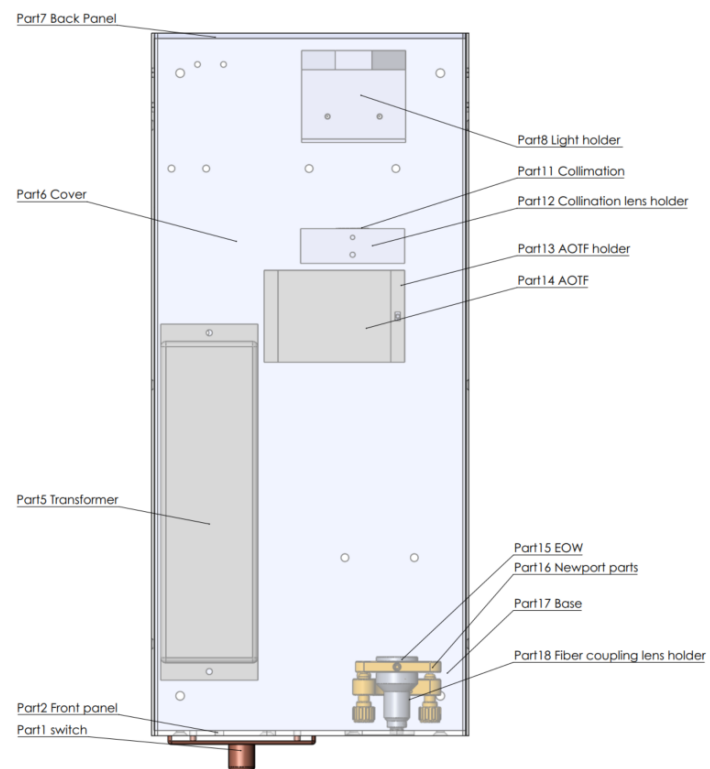 Part7 Back Panel
Part8 Light holder
Part11 Collimation
Part6 Cover
Part12 Collination lens holder
Part13 AOTF holder
Part14 AOTF
Part5 Transformer
Part15 EOW
Part16 Newport parts
Part17 Base
Part18 Fiber coupling lens holder
Part2 Front panel
Part1 switch